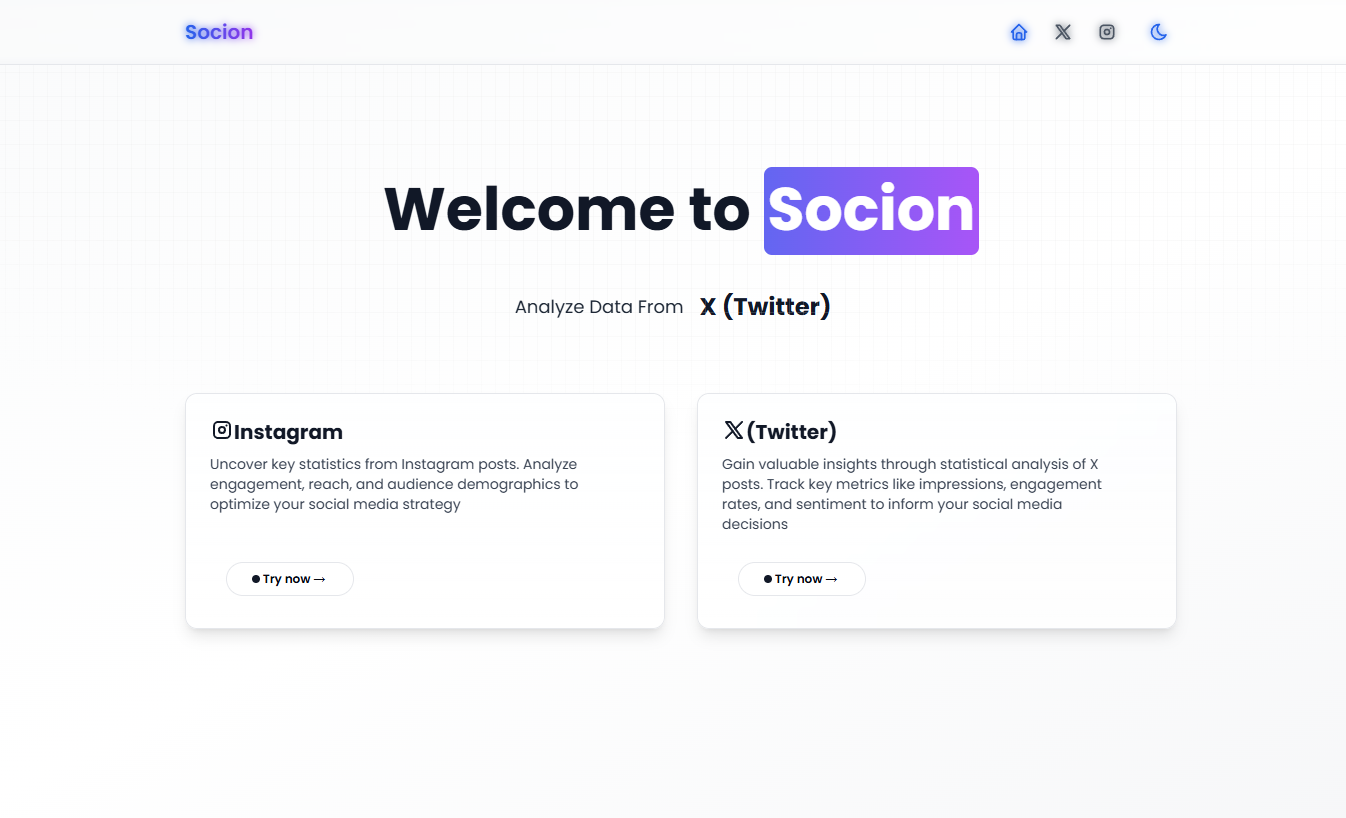 Socion
Welcome to Socion
Analyze Data From X (Twitter)
Instagram
Uncover key statistics from Instagram posts. Analyze
engagement, reach, and audience demographics to
optimize your social media strategy
Try now →
(Twitter)
Gain valuable insights through statistical analysis of X
posts. Track key metrics like impressions, engagement
rates, and sentiment to inform your social media
decisions
Try now →